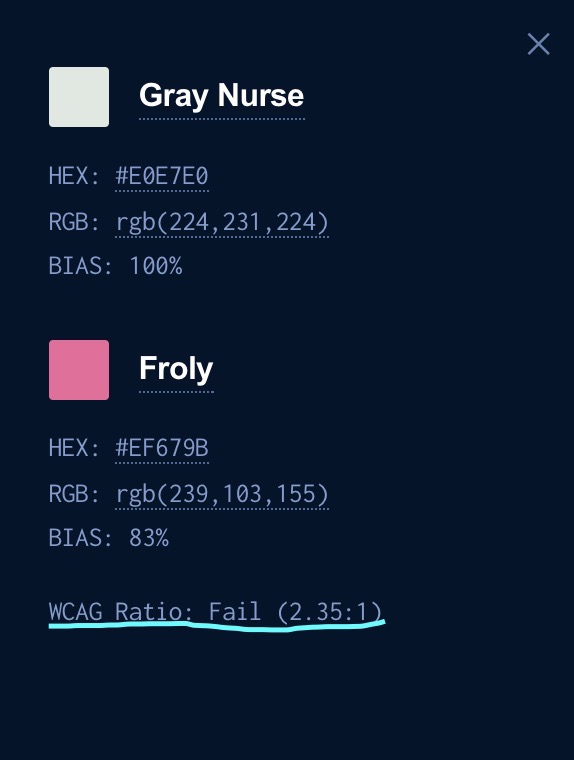 Gray Nurse
HEX: #E0E7E0
RGB: rgb(224,231,224)
BIAS: 100%
Froly
HEX: #EF679B
RGB: rgb(239,103,155)
BIAS: 83%
WCAG Ratio: Fail (2.35:1)